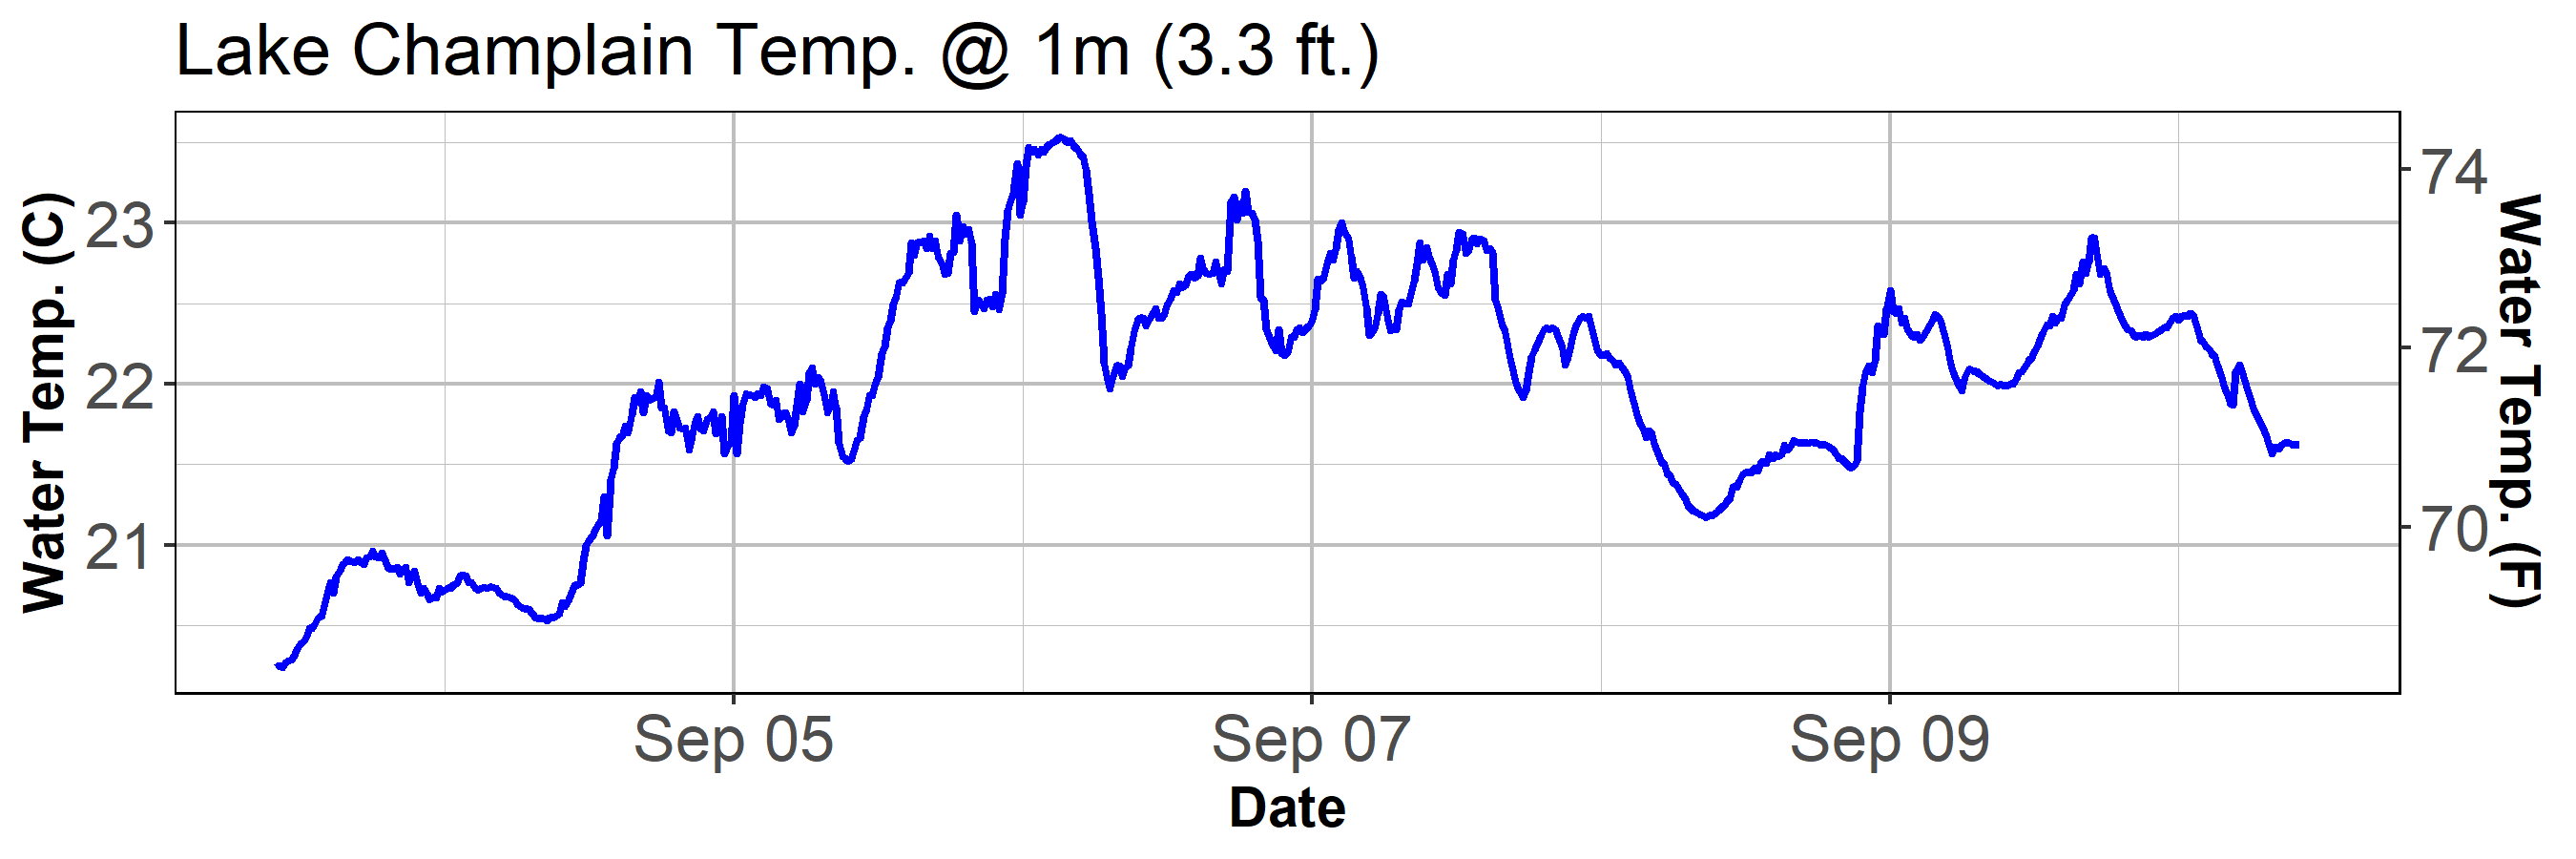 Lake Champlain Temp. @ 1m (3.3 ft.)
Water Temp. (C)
23
22
21
74
72
70
Water Temp. (F)
Sep 05 Sep 07 Sep 09
Date